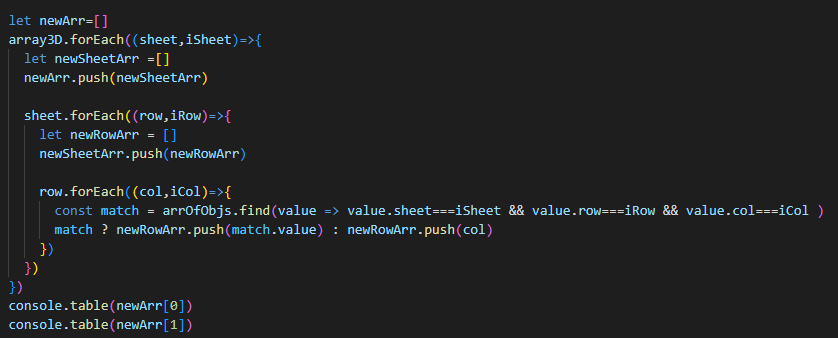 let newArr=[]
array3D.forEach((sheet,iSheet)=>{
  let newSheetArr =[]
  newArr.push(newSheetArr)

  sheet.forEach((row,iRow)=>{
    let newRowArr = []
    newSheetArr.push(newRowArr)

    row.forEach((col,iCol)=>{
      const match = arrOfObjs.find(value => value.sheet===iSheet && value.row===iRow && value.col===iCol )
      match ? newRowArr.push(match.value) : newRowArr.push(col)
    })
  })
})
console.table(newArr[0])
console.table(newArr[1])